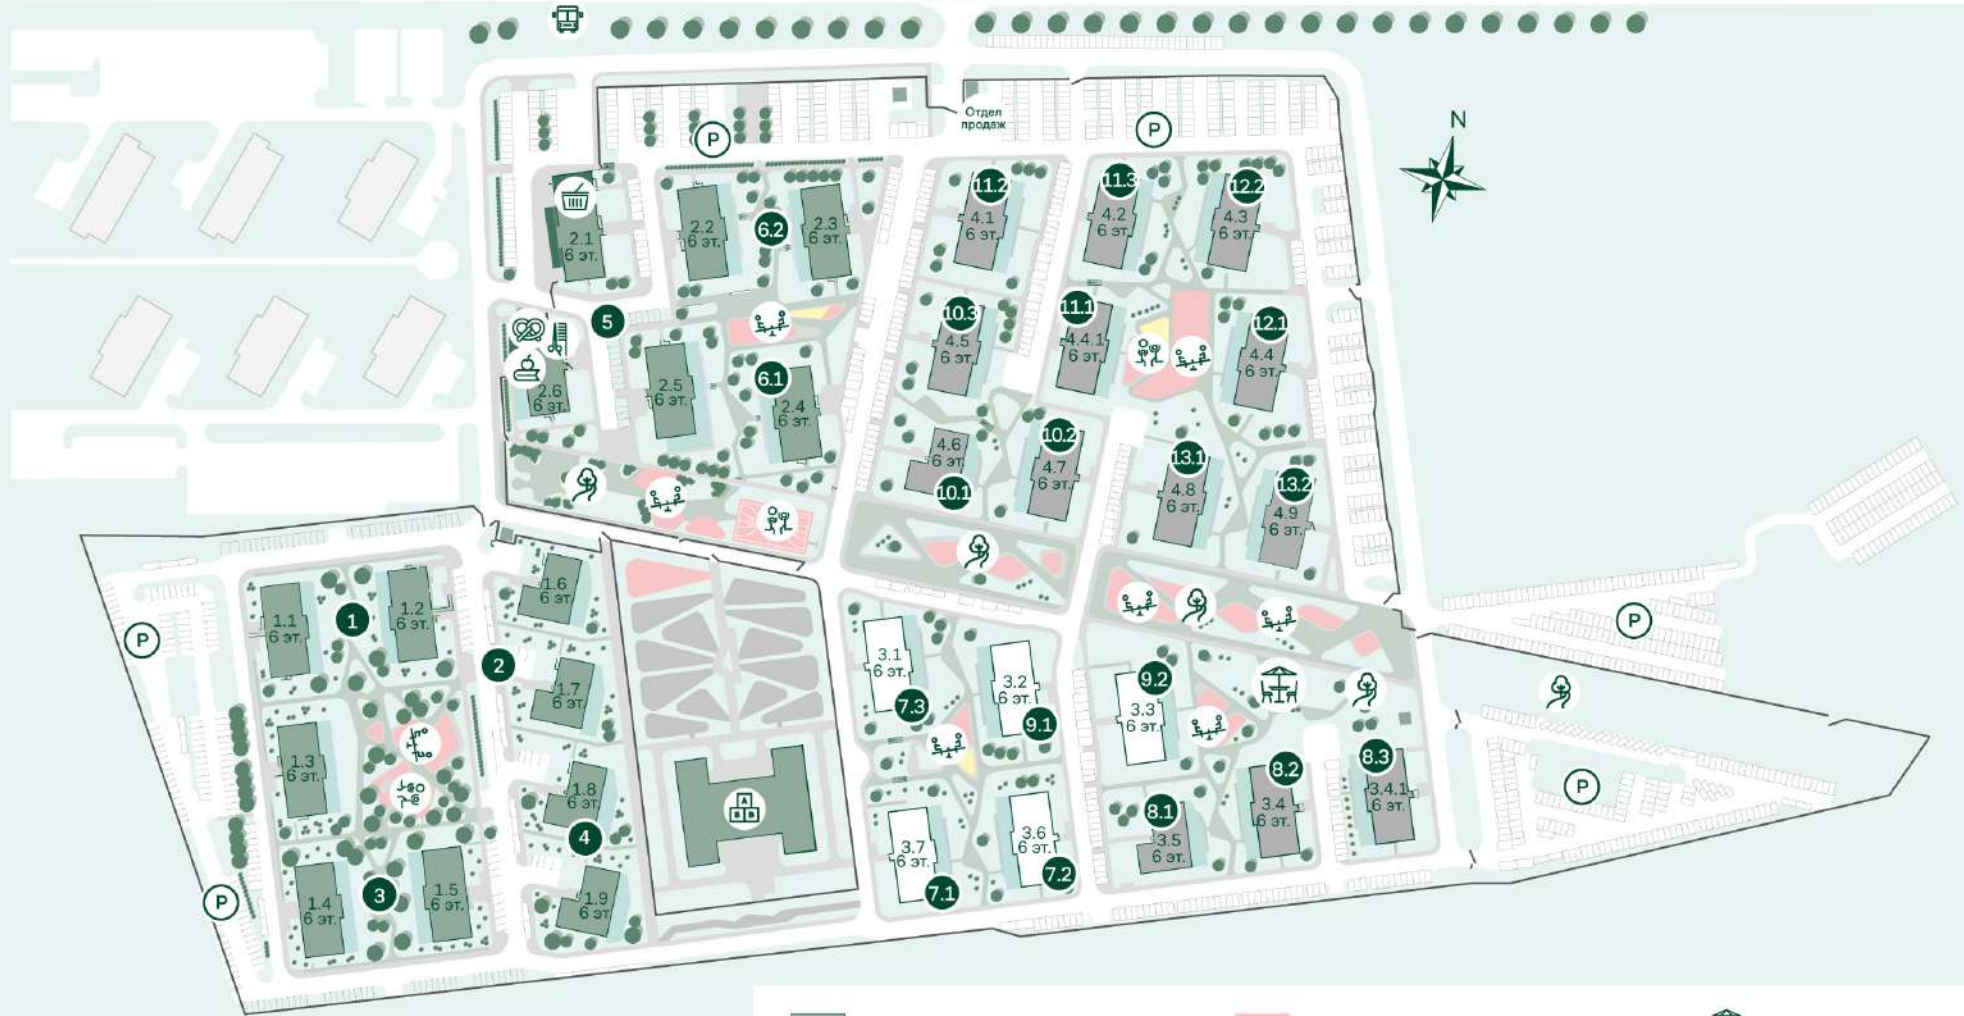 Отдел
продаж
P
P
N
11.2
4.1
6 эт.
11.3
4.2
6 эт.
12.2
4.3
6 эт.
2.1
6 эт.
2.2
6 эт.
6.2
2.3
6 эт.
5
10.3
4.5
6 эт.
11.1
4.4.1
6 эт.
12.1
4.4
6 эт.
2.6
6 эт.
2.5
6 эт.
6.1
2.4
6 эт.
4.6
6 эт.
10.1
10.2
4.7
6 эт.
13.1
4.8
6 эт.
13.2
4.9
6 эт.
P
1.1
6 эт.
1
1.2
6 эт.
1.6
6 эт.
2
1.7
6 эт.
3.1
6 эт.
7.3
3.2
6 эт.
9.1
9.2
3.3
6 эт.
P
1.3
6 эт.
1.8
6 эт.
4
A
B
B
8.2
3.4
6 эт.
8.3
3.4.1
6 эт.
P
8.1
3.5
6 эт.
3.7
6 эт.
7.1
3.6
6 эт.
7.2
P
1.4
6 эт.
3
1.5
6 эт.
1.9
6 эт.